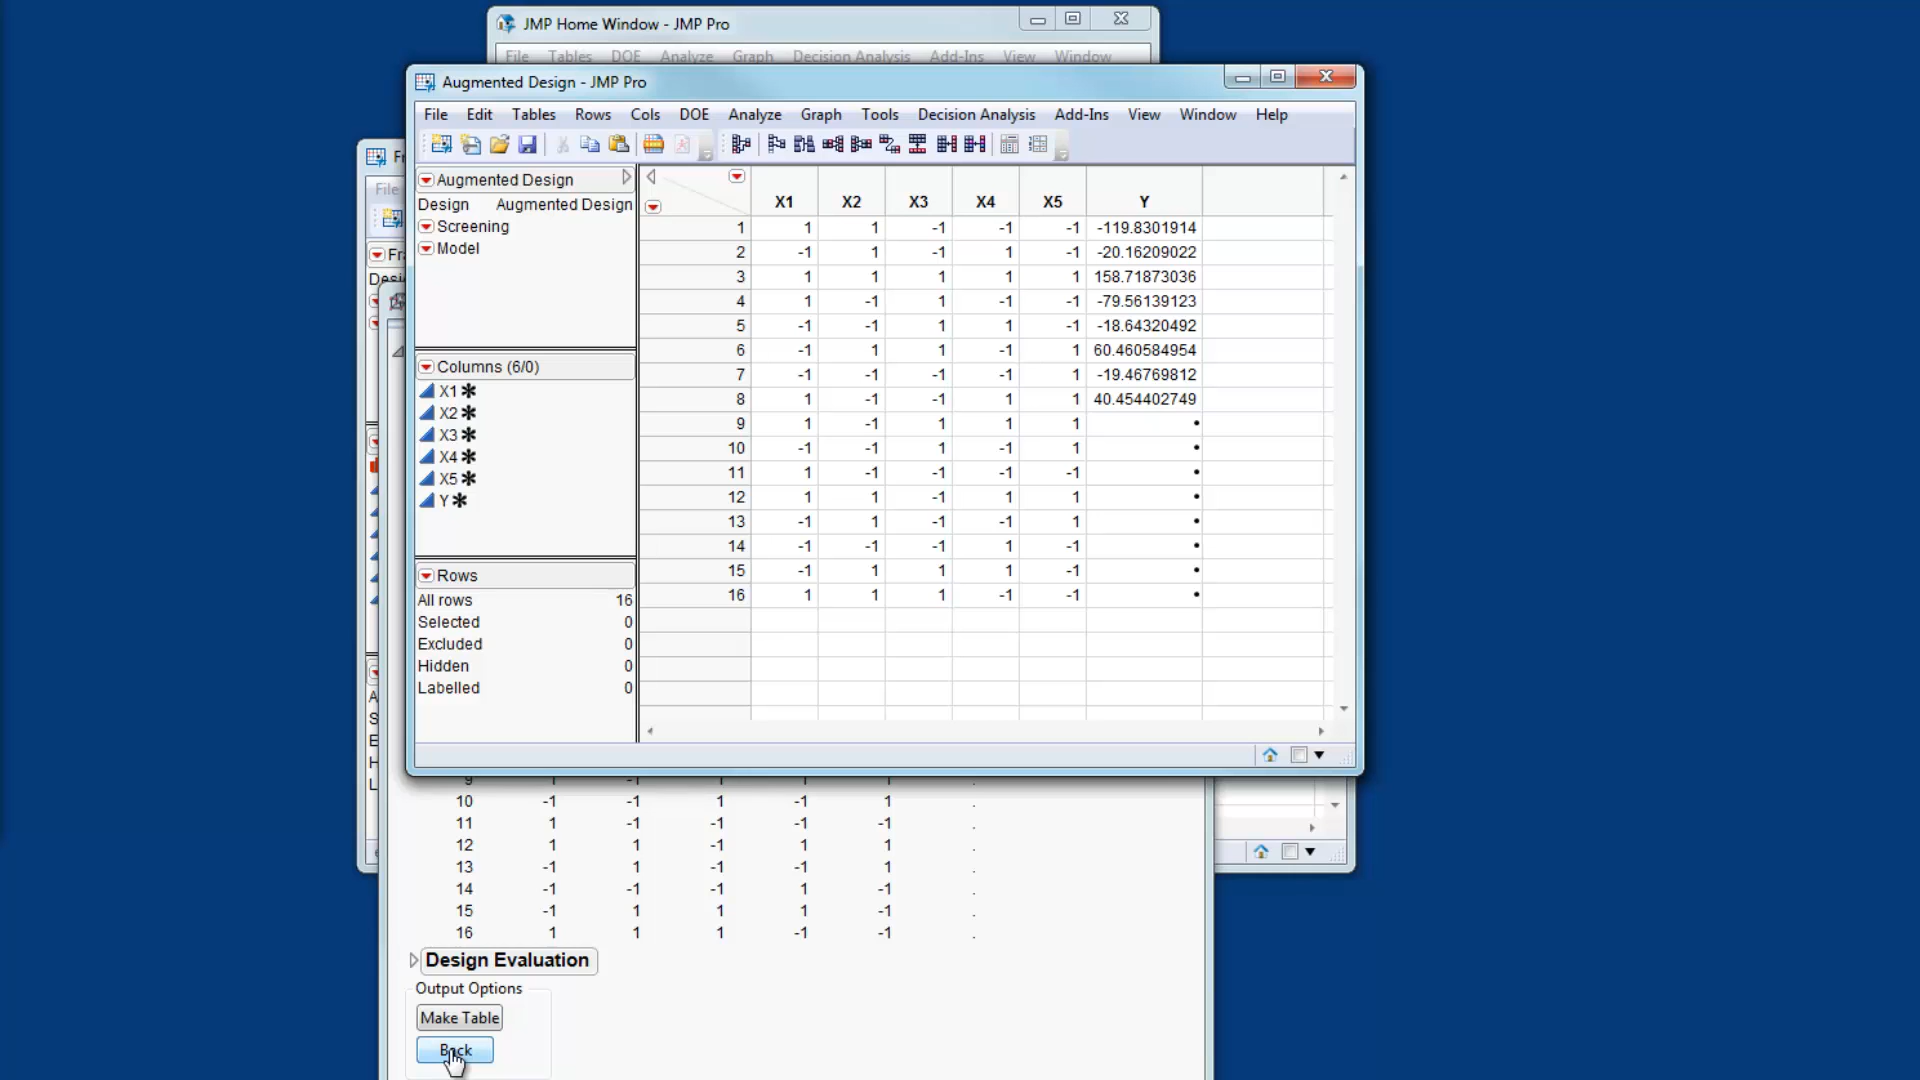 JMP Home Window - JMP Pro
File Tables DOE Analyze Graph Decision Analysis Add-Ins View Window
Augmented Design - JMP Pro
File Edit Tables Rows Cols DOE Analyze Graph Tools Decision Analysis Add-Ins View Window Help
Augmented Design
Design Augmented Design
Screening
Model
Columns (6/0)
X1
X2
X3
X4
X5
Y
Rows
All rows 16
Selected 0
Excluded 0
Hidden 0
Labelled 0
X1 X2 X3 X4 X5 Y
1 1 1 -1 -1 -1 -119.8301914
2 -1 1 -1 1 -1 -20.16209022
3 1 1 1 1 1 158.71873036
4 1 -1 1 -1 -1 -79.56139123
5 -1 -1 1 1 -1 -18.64320492
6 -1 1 1 -1 1 60.460584954
7 -1 -1 -1 -1 1 -19.46769812
8 1 -1 -1 1 1 40.454402749
9 1 -1 1 1 1 •
10 -1 -1 1 -1 1 •
11 1 -1 -1 -1 -1 •
12 1 1 -1 1 1 •
13 -1 1 -1 -1 1 •
14 -1 -1 -1 1 -1 •
15 -1 1 1 1 -1 •
16 1 1 1 -1 -1 •
File
9 1 -1 1 1 1
10 -1 -1 1 -1 1 .
11 1 -1 -1 -1 -1 .
12 1 1 -1 1 1 .
13 -1 1 -1 -1 1 .
14 -1 -1 -1 1 -1 .
15 -1 1 1 1 -1 .
16 1 1 1 -1 -1 .
Design Evaluation
Output Options
Make Table
Back